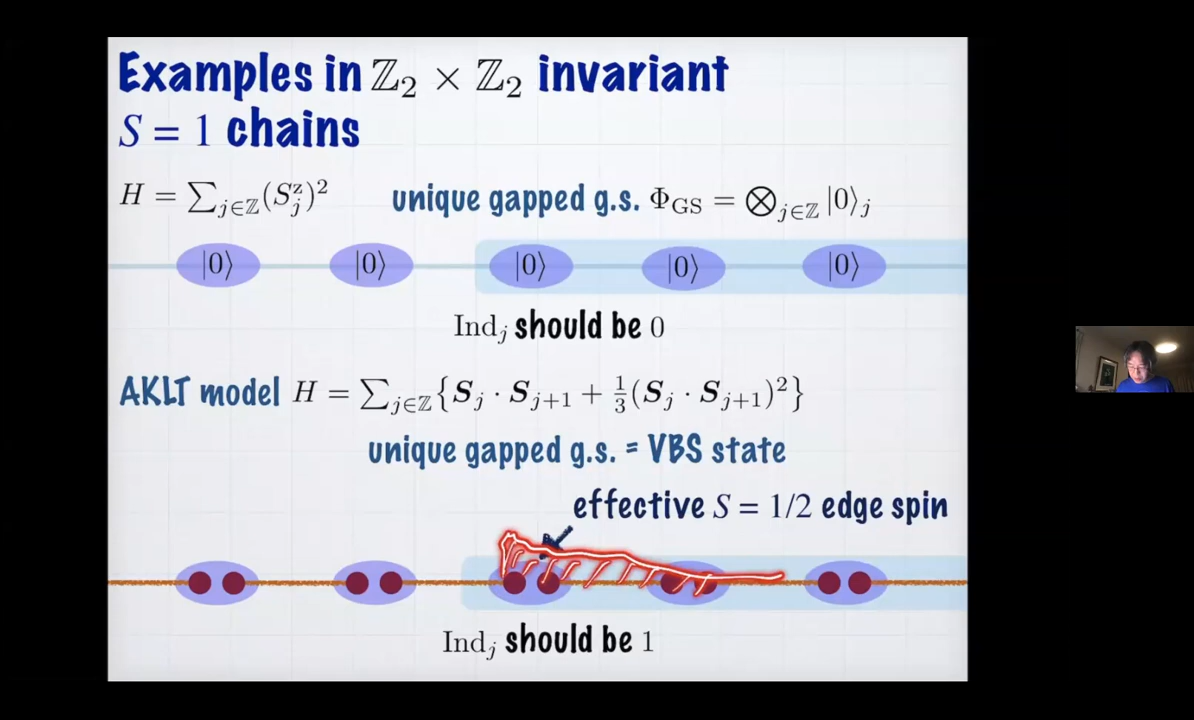 Examples in ℤ₂ × ℤ₂ invariant
S = 1 chains
H = ∑_{j∈ℤ}(S_j^z)² unique gapped g.s. Φ_GS = ⊗_{j∈ℤ} |0⟩_j
|0⟩ |0⟩ |0⟩ |0⟩ |0⟩
Ind_j should be 0
AKLT model H = ∑_{j∈ℤ}{S_j · S_{j+1} + 1/3(S_j · S_{j+1})²}
unique gapped g.s. = VBS state
effective S = 1/2 edge spin
Ind_j should be 1